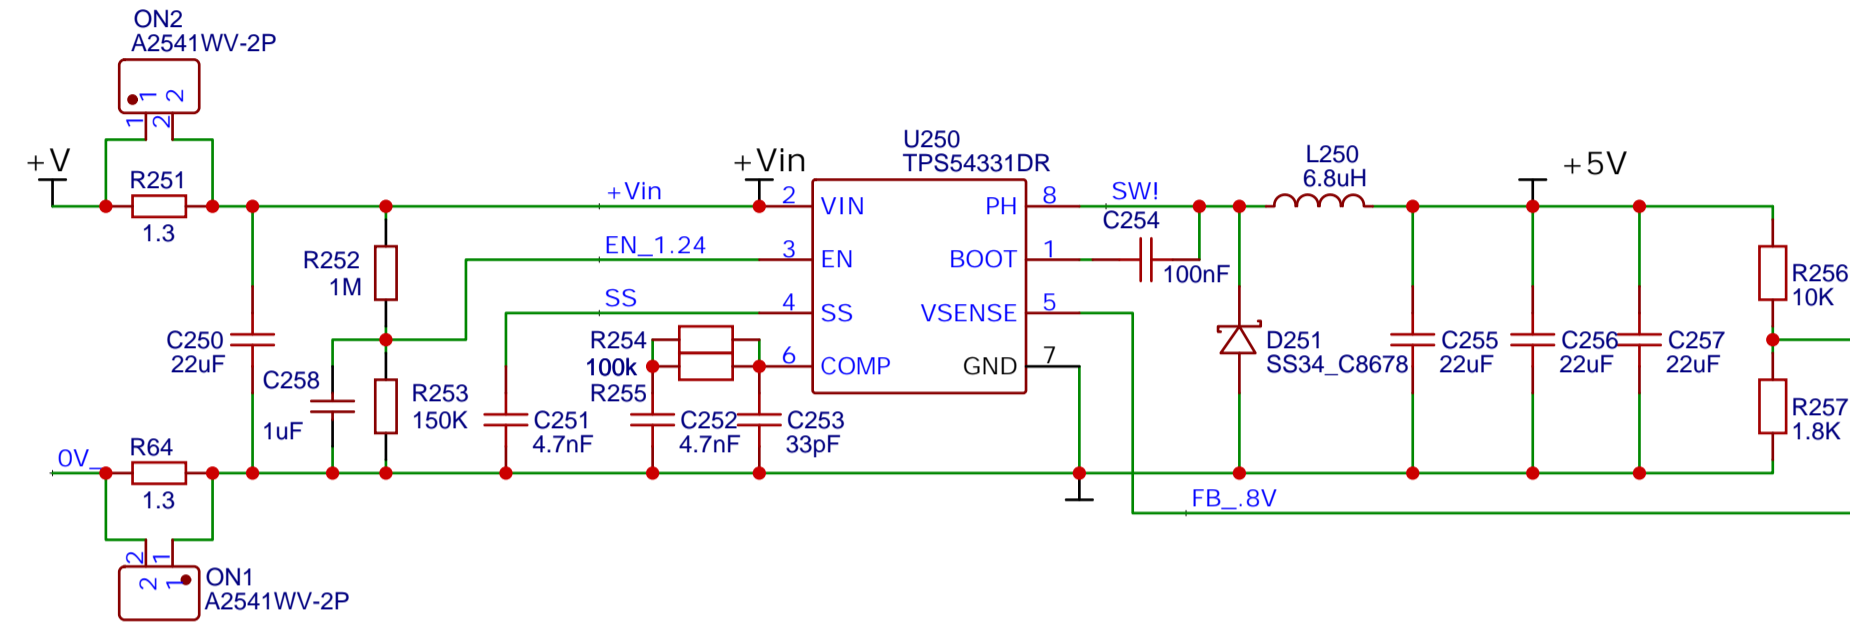 ON2
A2541WV-2P
1 2
1 2
+V
R251
1.3
+Vin
+Vin
U250
TPS54331DR
2 VIN
3 EN
4 SS
6 COMP
PH 8
BOOT 1
VSENSE 5
GND 7
EN_1.24
SS
R252
1M
C250
22uF
C258
1uF
R253
150K
C251
4.7nF
R254
100k
R255
C252
4.7nF
C253
33pF
SW!
C254
100nF
L250
6.8uH
+5V
D251
SS34_C8678
C255
22uF
C256
22uF
C257
22uF
R256
10K
R257
1.8K
FB_.8V
0V_
R64
1.3
2 1
2 1
ON1
A2541WV-2P